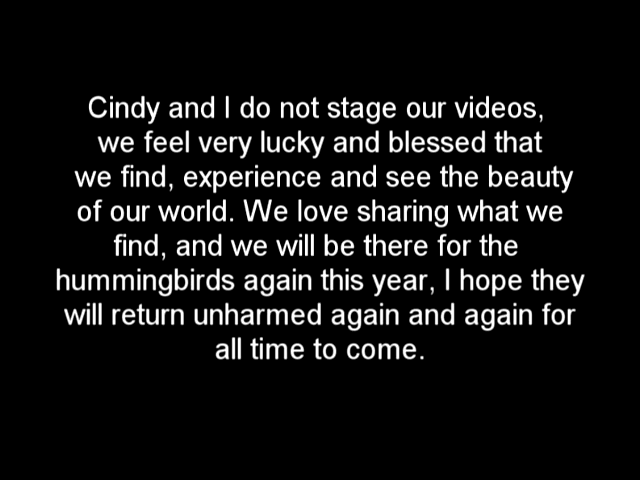 Cindy and I do not stage our videos,
we feel very lucky and blessed that
we find, experience and see the beauty
of our world. We love sharing what we
find, and we will be there for the
hummingbirds again this year, I hope they
will return unharmed again and again for
all time to come.